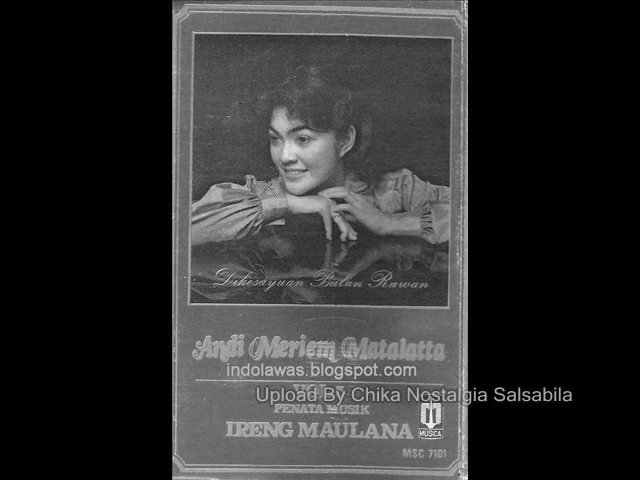 Dikesayuan Bulan Rawan
Andi Meriem Matalatta
indolawas.blogspot.com
Upload By Chika Nostalgia Salsabila
PENATA MUSIK
IRENG MAULANA
MUSICA
MSC 7101